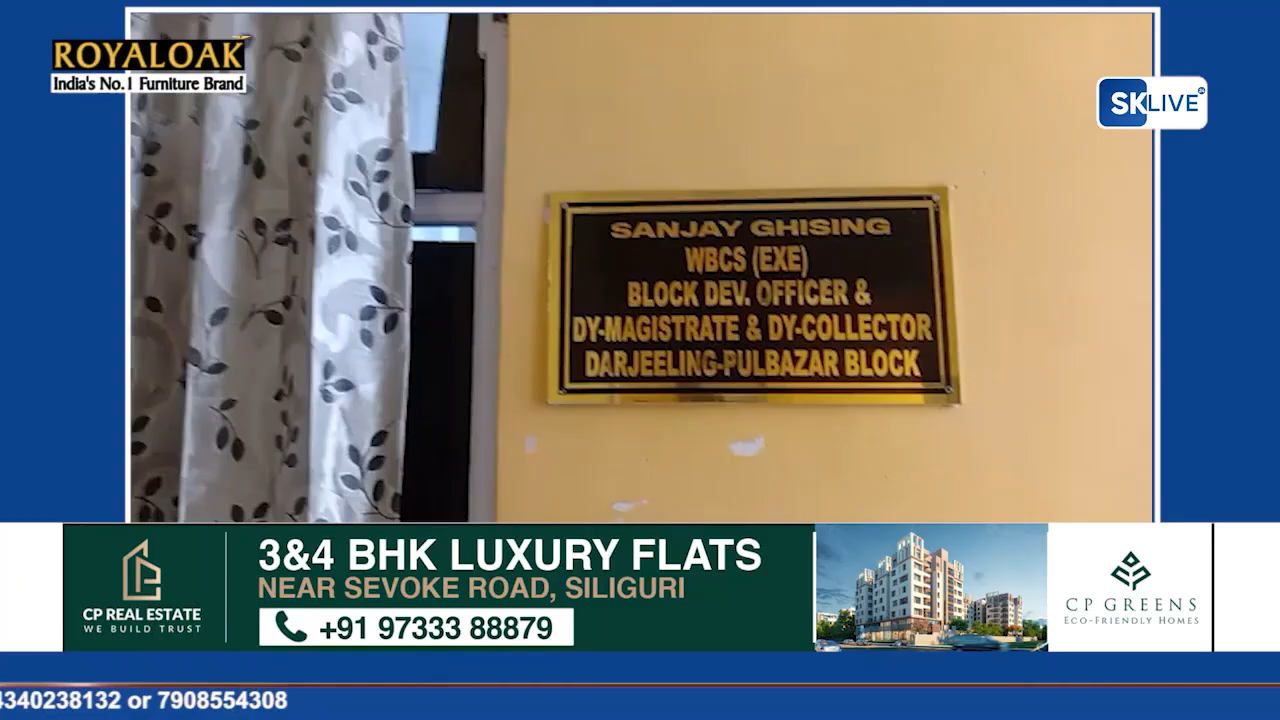 ROYALOAK
India's No.1 Furniture Brand
SKLIVE
SANJAY GHISING
WBCS (EXE)
BLOCK DEV. OFFICER &
DY-MAGISTRATE & DY-COLLECTOR
DARJEELING-PULBAZAR BLOCK
CP REAL ESTATE
WE BUILD TRUST
3&4 BHK LUXURY FLATS
NEAR SEVOKE ROAD, SILIGURI
+91 97333 88879
CP GREENS
ECO-FRIENDLY HOMES
4340238132 or 7908554308